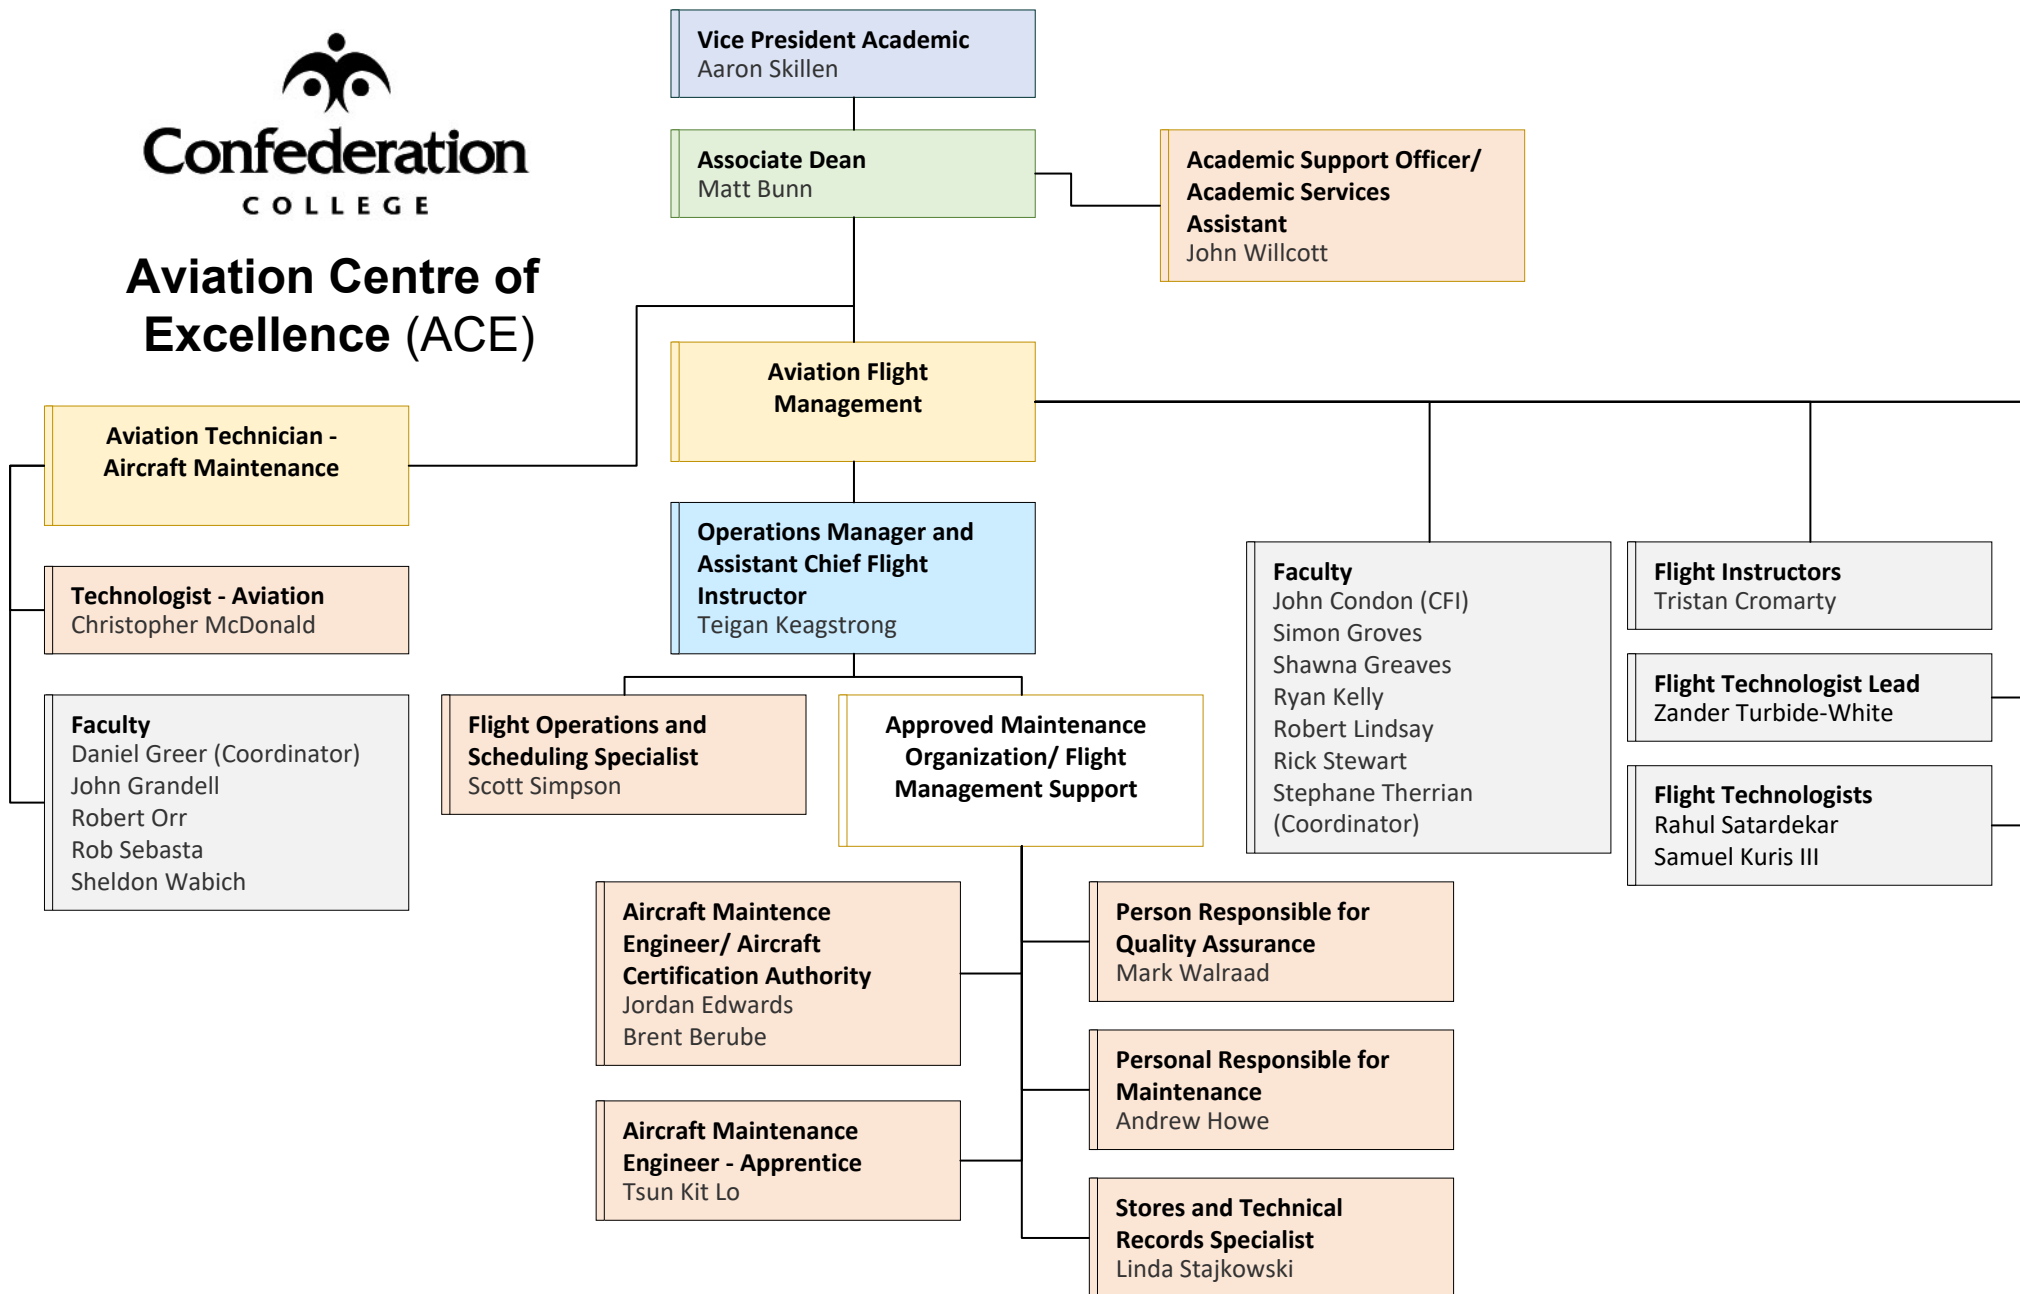 Confederation
COLLEGE
Aviation Centre of
Excellence (ACE)
Vice President Academic
Aaron Skillen
Associate Dean
Matt Bunn
Academic Support Officer/
Academic Services
Assistant
John Willcott
Aviation Flight
Management
Aviation Technician -
Aircraft Maintenance
Technologist - Aviation
Christopher McDonald
Faculty
Daniel Greer (Coordinator)
John Grandell
Robert Orr
Rob Sebasta
Sheldon Wabich
Operations Manager and
Assistant Chief Flight
Instructor
Teigan Keagstrong
Flight Operations and
Scheduling Specialist
Scott Simpson
Approved Maintenance
Organization/ Flight
Management Support
Aircraft Maintence
Engineer/ Aircraft
Certification Authority
Jordan Edwards
Brent Berube
Aircraft Maintenance
Engineer - Apprentice
Tsun Kit Lo
Person Responsible for
Quality Assurance
Mark Walraad
Personal Responsible for
Maintenance
Andrew Howe
Stores and Technical
Records Specialist
Linda Stajkowski
Faculty
John Condon (CFI)
Simon Groves
Shawna Greaves
Ryan Kelly
Robert Lindsay
Rick Stewart
Stephane Therrian
(Coordinator)
Flight Instructors
Tristan Cromarty
Flight Technologist Lead
Zander Turbide-White
Flight Technologists
Rahul Satardekar
Samuel Kuris III